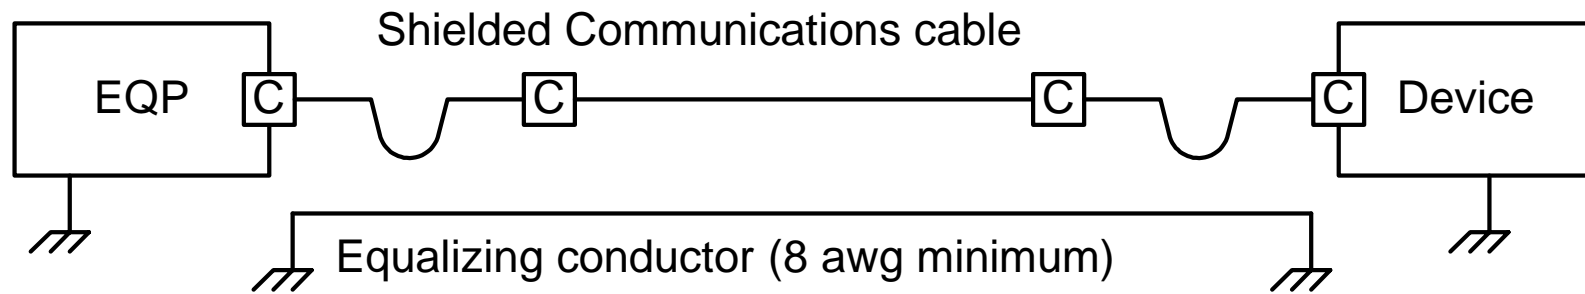 Shielded Communications cable
EQP C C C C Device
Equalizing conductor (8 awg minimum)